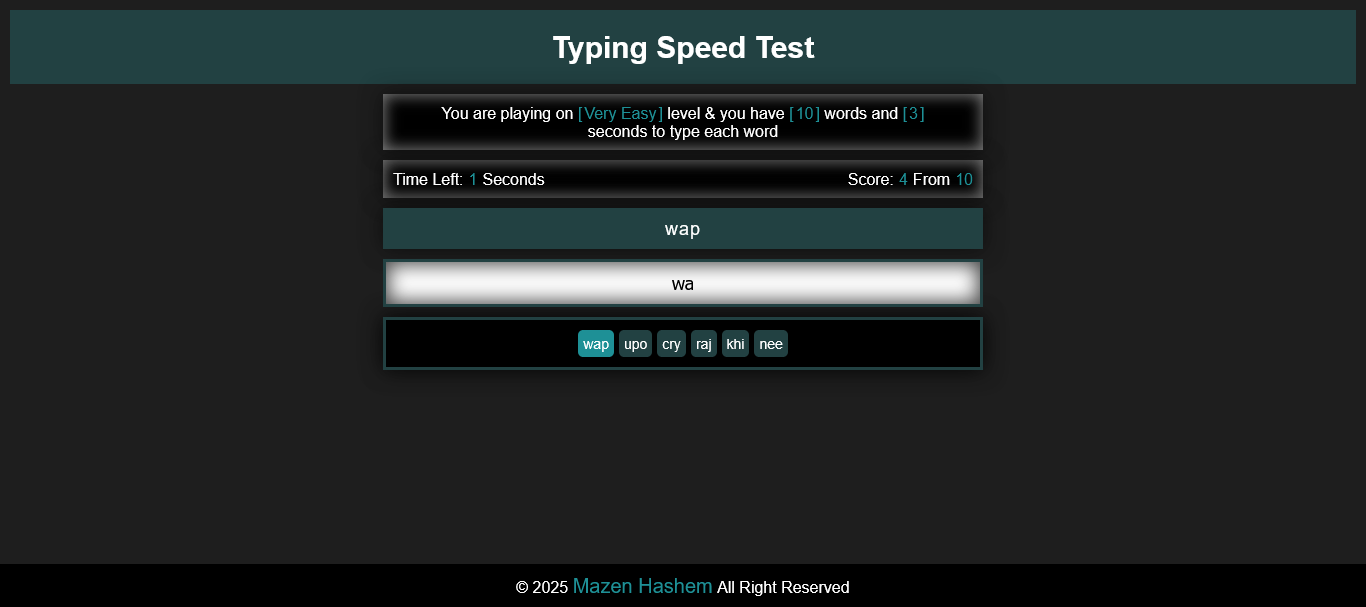 Typing Speed Test
You are playing on [Very Easy] level & you have [10] words and [3]
seconds to type each word
Time Left: 1 Seconds Score: 4 From 10
wap
wa
wap upo cry raj khi nee
© 2025 Mazen Hashem All Right Reserved